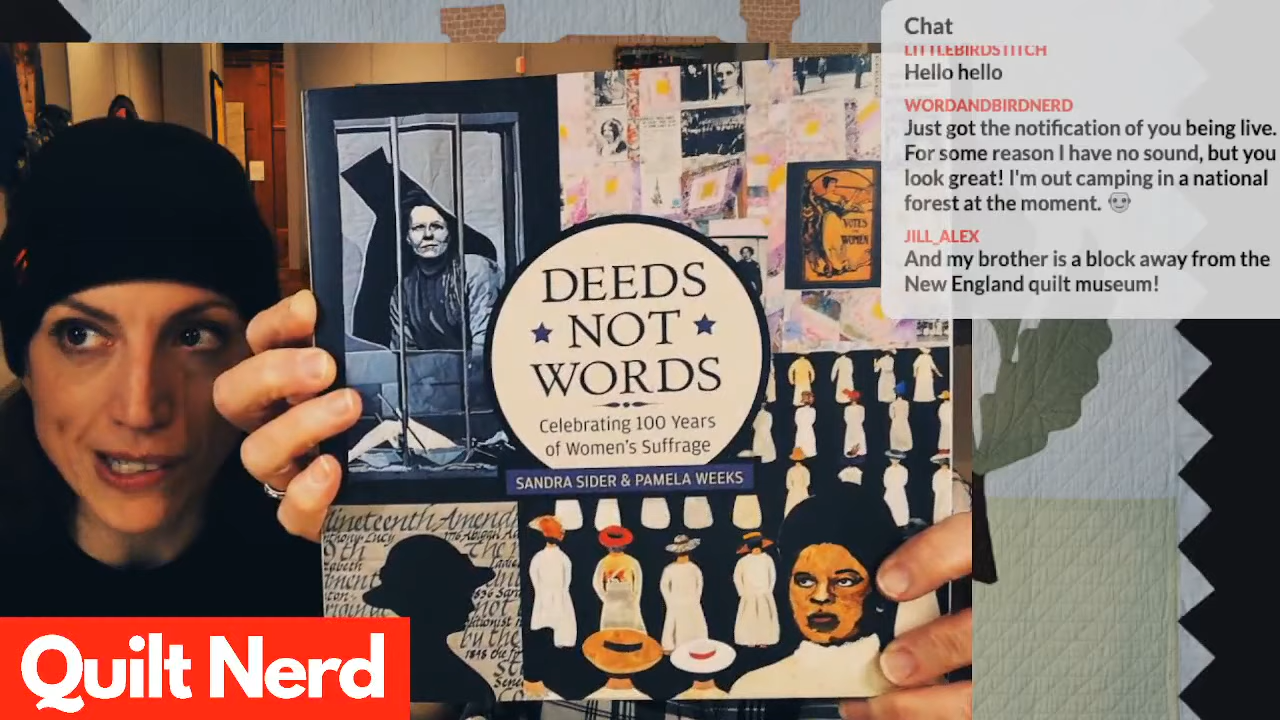 Chat
LITTLEBIRDSTITCH
Hello hello
WORDANDBIRDNERD
Just got the notification of you being live.
For some reason I have no sound, but you
look great! I'm out camping in a national
forest at the moment.
JILL_ALEX
And my brother is a block away from the
New England quilt museum!
VOTES
WOMEN
DEEDS
NOT
WORDS
Celebrating 100 Years
of Women's Suffrage
SANDRA SIDER & PAMELA WEEKS
Nineteenth Amend
Quilt Nerd